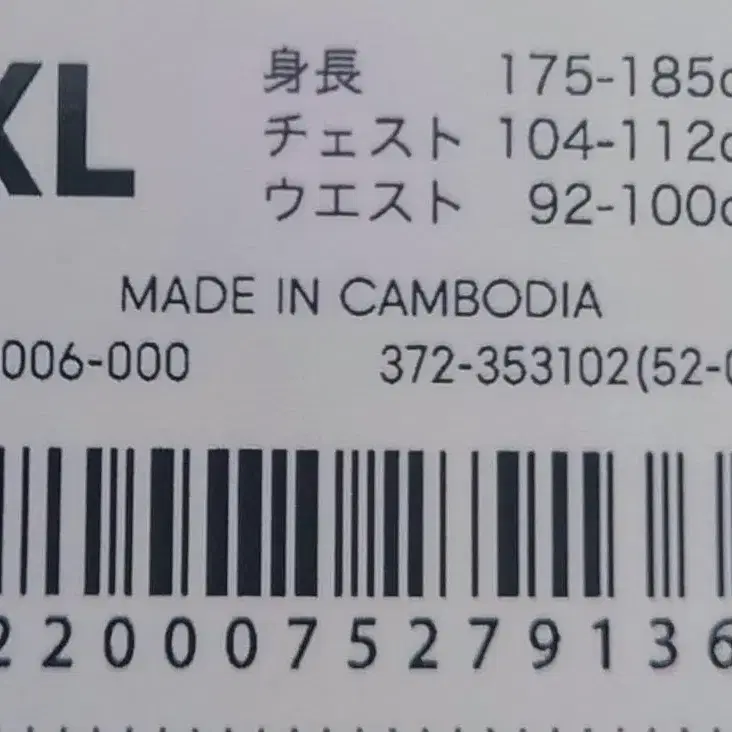 XL
身長 175-185c
チェスト 104-112c
ウエスト 92-100c
MADE IN CAMBODIA
006-000 372-353102(52-0
2200075279136